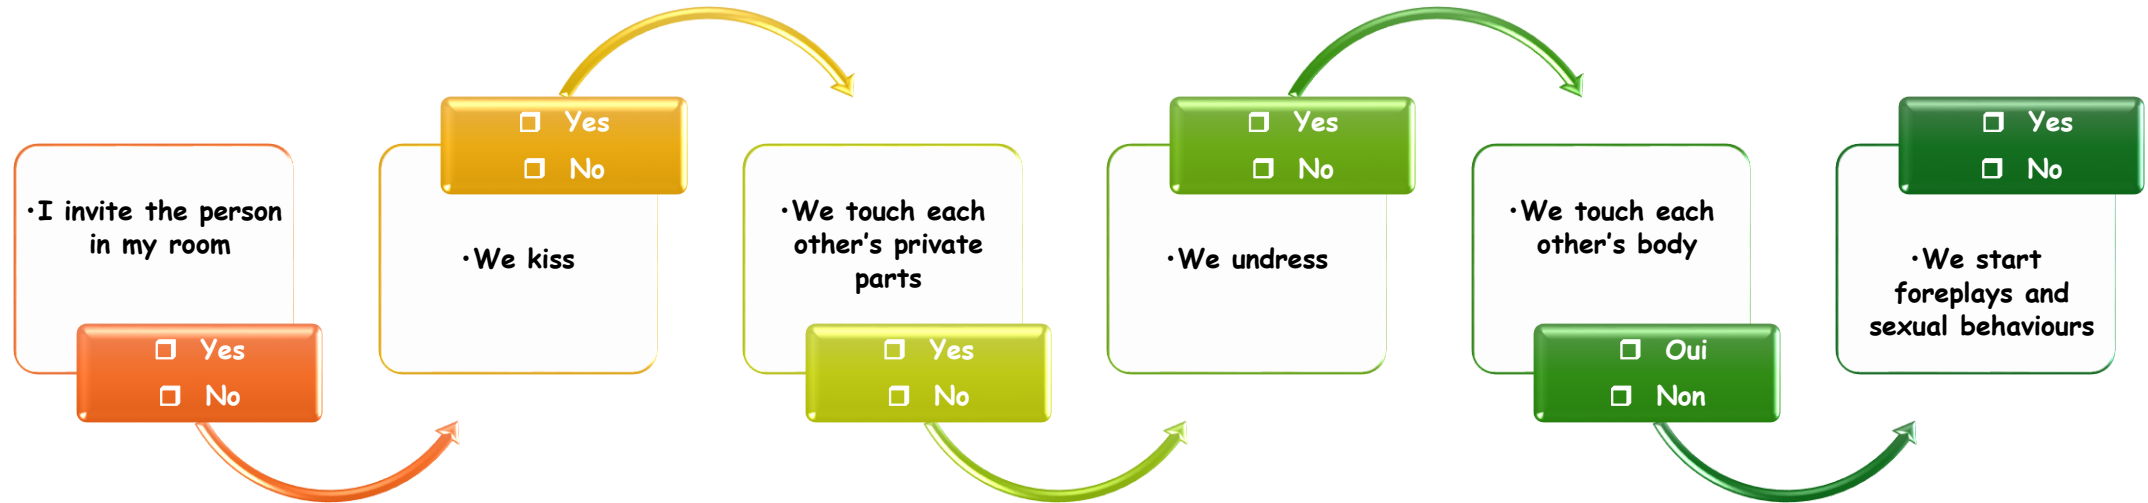 •I invite the person
in my room
❒ Yes
❒ No
❒ Yes
❒ No
•We kiss
•We touch each
other's private
parts
❒ Yes
❒ No
❒ Yes
❒ No
•We undress
•We touch each
other's body
❒ Oui
❒ Non
❒ Yes
❒ No
•We start
foreplays and
sexual behaviours